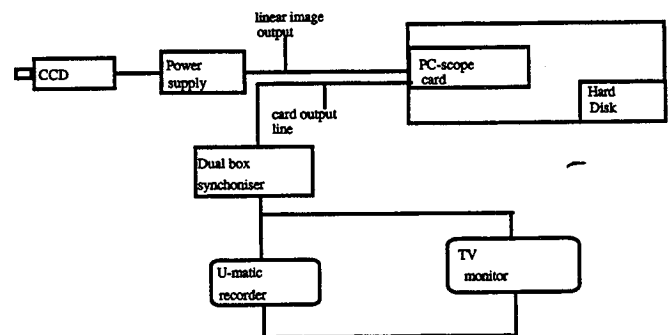 linear image
output
CCD
Power
supply
PC-scope
card
Hard
Disk
card output
line
Dual box
synchoniser
U-matic
recorder
TV
monitor